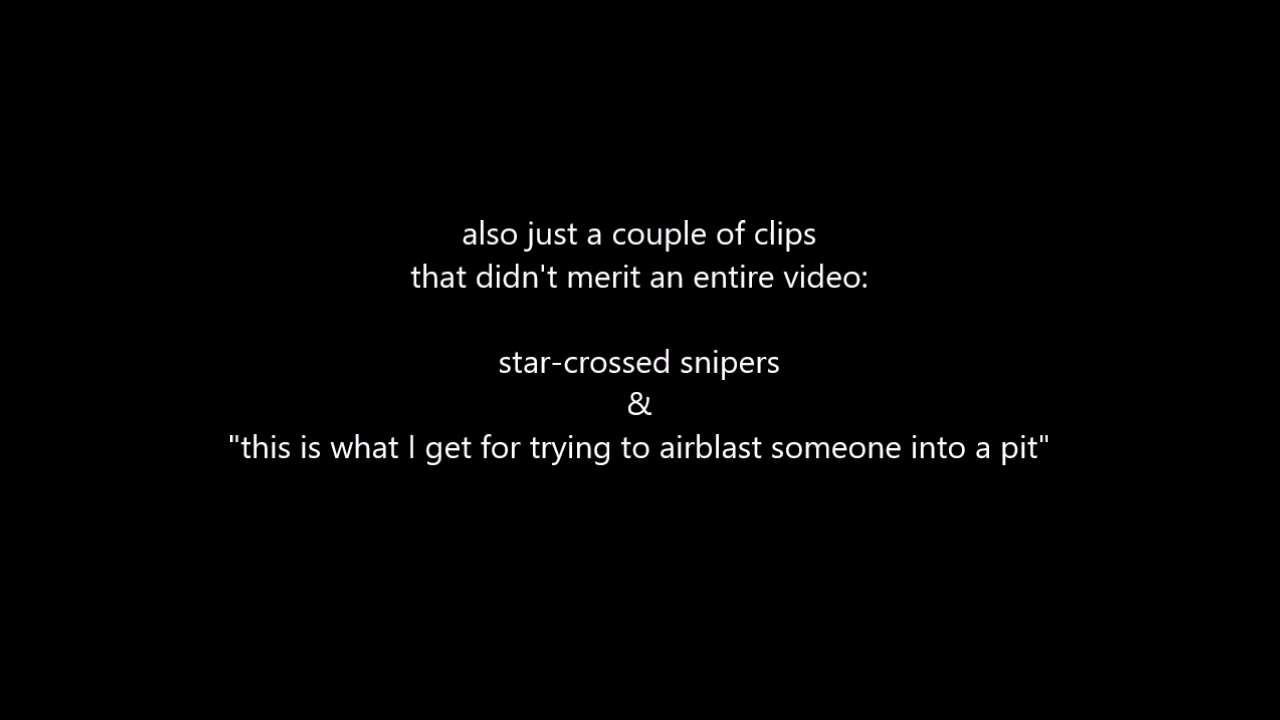 also just a couple of clips
that didn't merit an entire video:
star-crossed snipers
&
"this is what I get for trying to airblast someone into a pit"